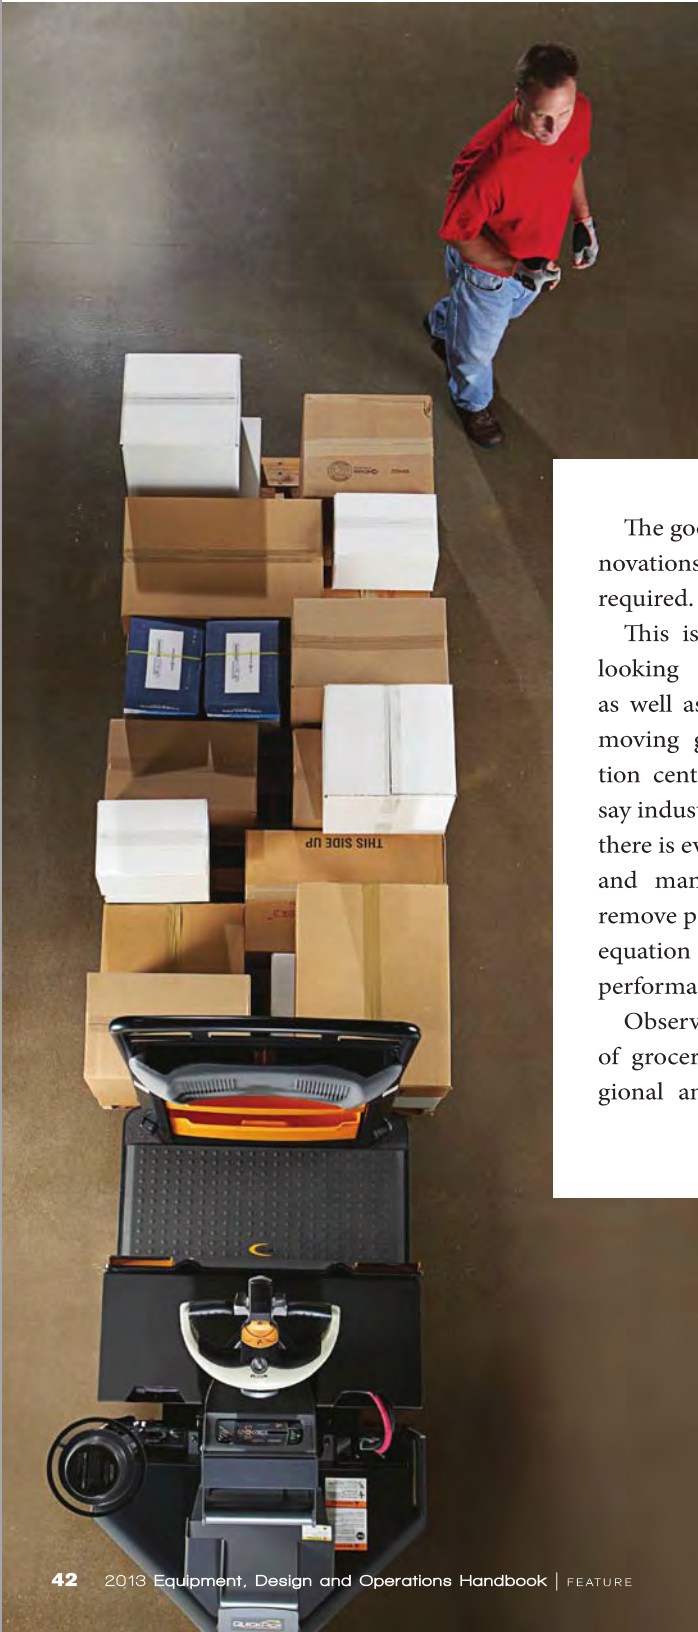 THIS SIDE UP
The goo
novations
required.
This is
looking
as well as
moving g
tion cent
say indust
there is ev
and man
remove p
equation
performa
Observ
of grocer
gional an
QUICKPICK
42 2013 Equipment, Design and Operations Handbook | FEATURE